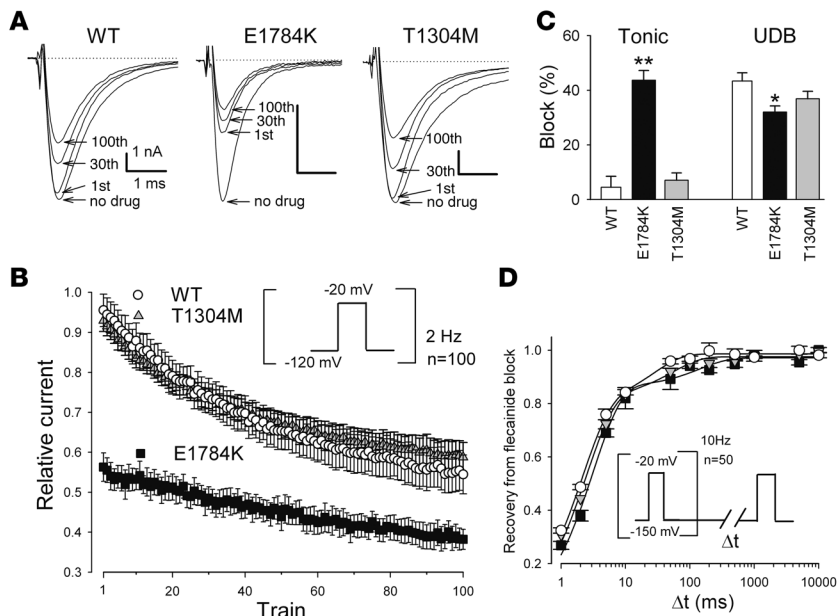 A
WT
E1784K
T1304M
100th
30th
1st
no drug
1 nA
1 ms
100th
30th
1st
no drug
100th
30th
1st
no drug
C
Tonic
UDB
Block (%)
60
40
20
0
**
*
WT
E1784K
T1304M
WT
E1784K
T1304M
B
Relative current
1.0
0.9
0.8
0.7
0.6
0.5
0.4
0.3
WT
T1304M
E1784K
-20 mV
-120 mV
2 Hz
n=100
1
20
40
60
80
100
Train
D
Recovery from flecainide block
1.0
0.8
0.6
0.4
0.2
-20 mV
-150 mV
10Hz
n=50
Δt
1
10
100
1000
10000
Δt (ms)